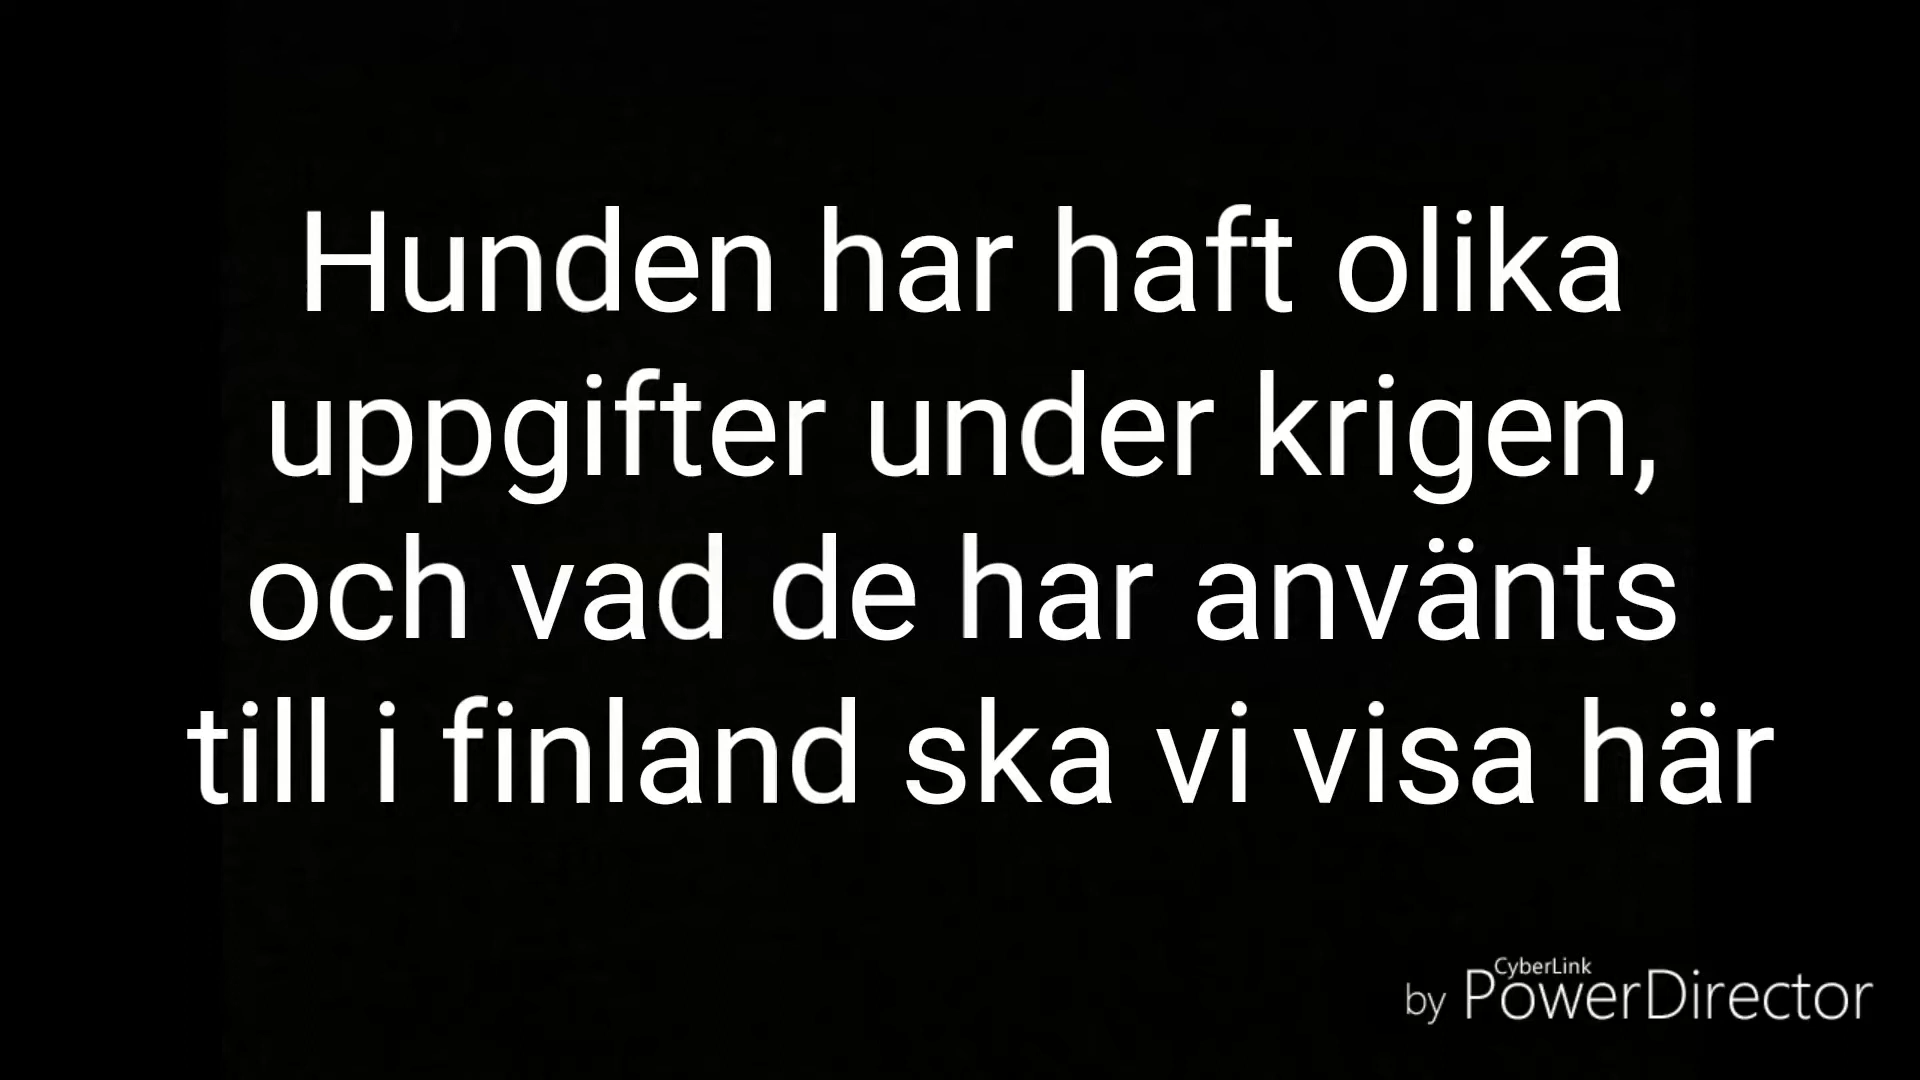 Hunden har haft olika
uppgifter under krigen,
och vad de har använts
till i finland ska vi visa här
CyberLink
by PowerDirector